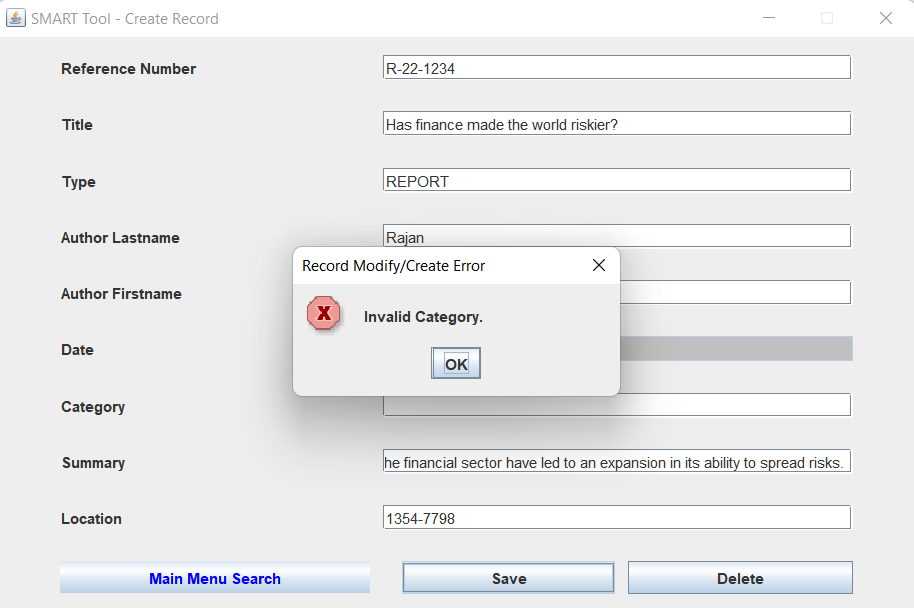 SMART Tool - Create Record
Reference Number R-22-1234
Title Has finance made the world riskier?
Type REPORT
Author Lastname Rajan
Record Modify/Create Error
Author Firstname
X Invalid Category.
Date
OK
Category
Summary he financial sector have led to an expansion in its ability to spread risks.
Location 1354-7798
Main Menu Search Save Delete